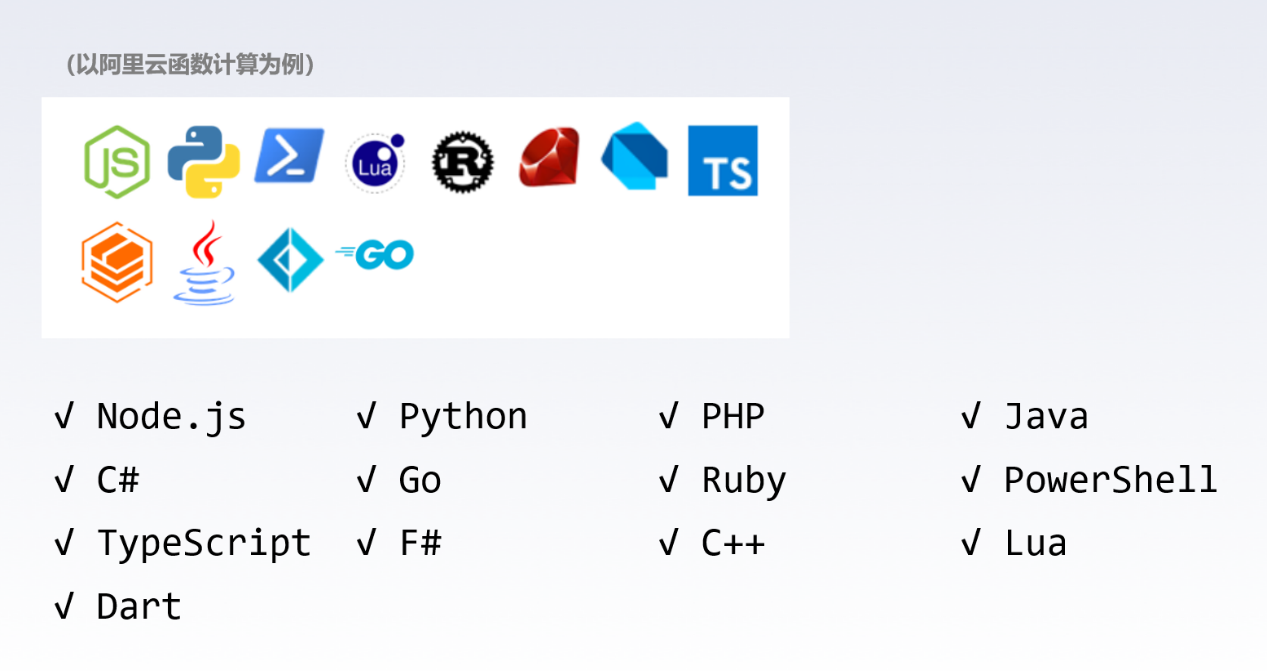 (以阿里云函数计算为例)
JS
Lua
R
TS
GO
√ Node.js √ Python √ PHP √ Java
√ C# √ Go √ Ruby √ PowerShell
√ TypeScript √ F# √ C++ √ Lua
√ Dart